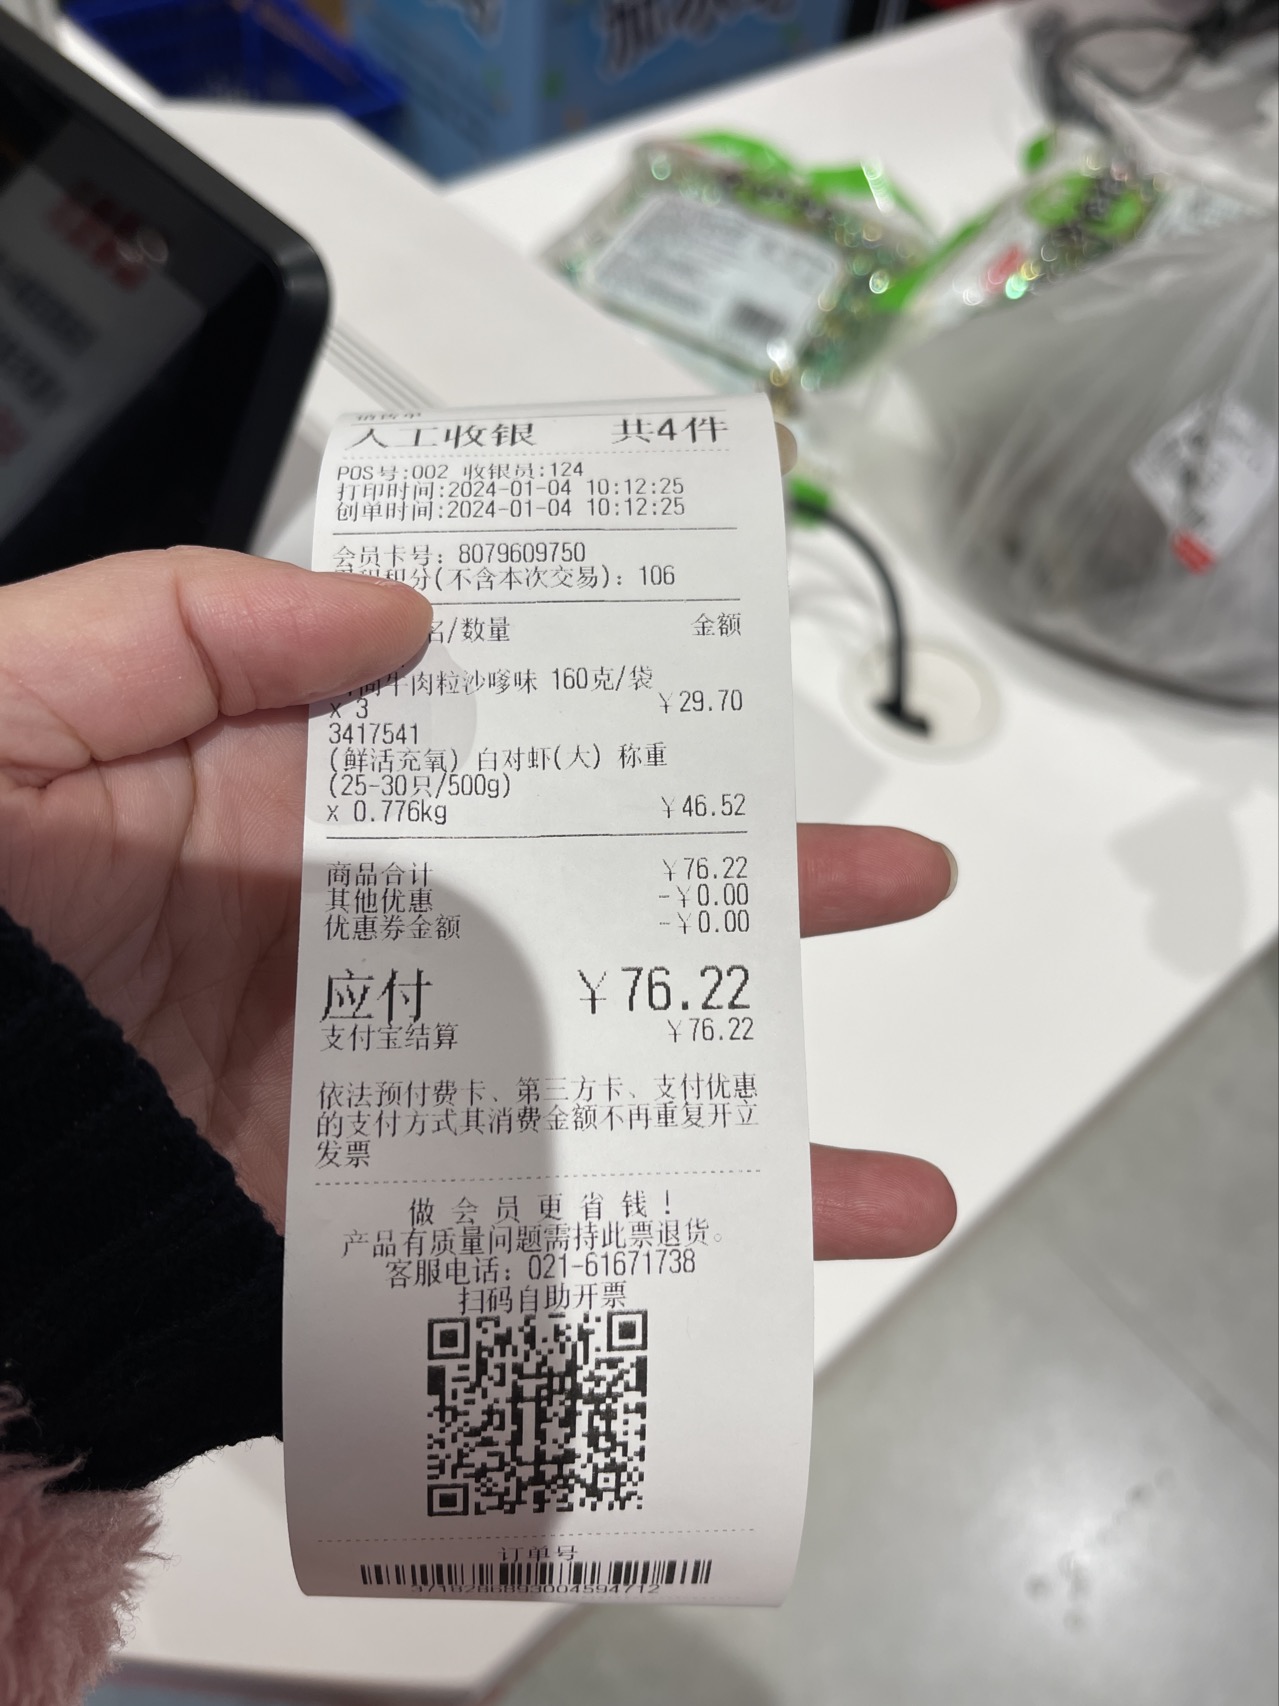 人工收银 共4件
POS号:002 收银员:124
打印时间:2024-01-04 10:12:25
创单时间:2024-01-04 10:12:25
会员卡号: 8079609750
积分(不含本次交易): 106
名/数量 金额
牛肉粒沙嗲味 160克/袋
x 3 ￥29.70
3417541
(鲜活充氧) 白对虾(大) 称重
(25-30只/500g)
x 0.776kg ￥46.52
商品合计 ￥76.22
其他优惠 -￥0.00
优惠券金额 -￥0.00
应付 ￥76.22
支付宝结算 ￥76.22
依法预付费卡、第三方卡、支付优惠
的支付方式其消费金额不再重复开立
发票
做会员更省钱!
产品有质量问题需持此票退货。
客服电话: 021-61671738
扫码自助开票
订单号